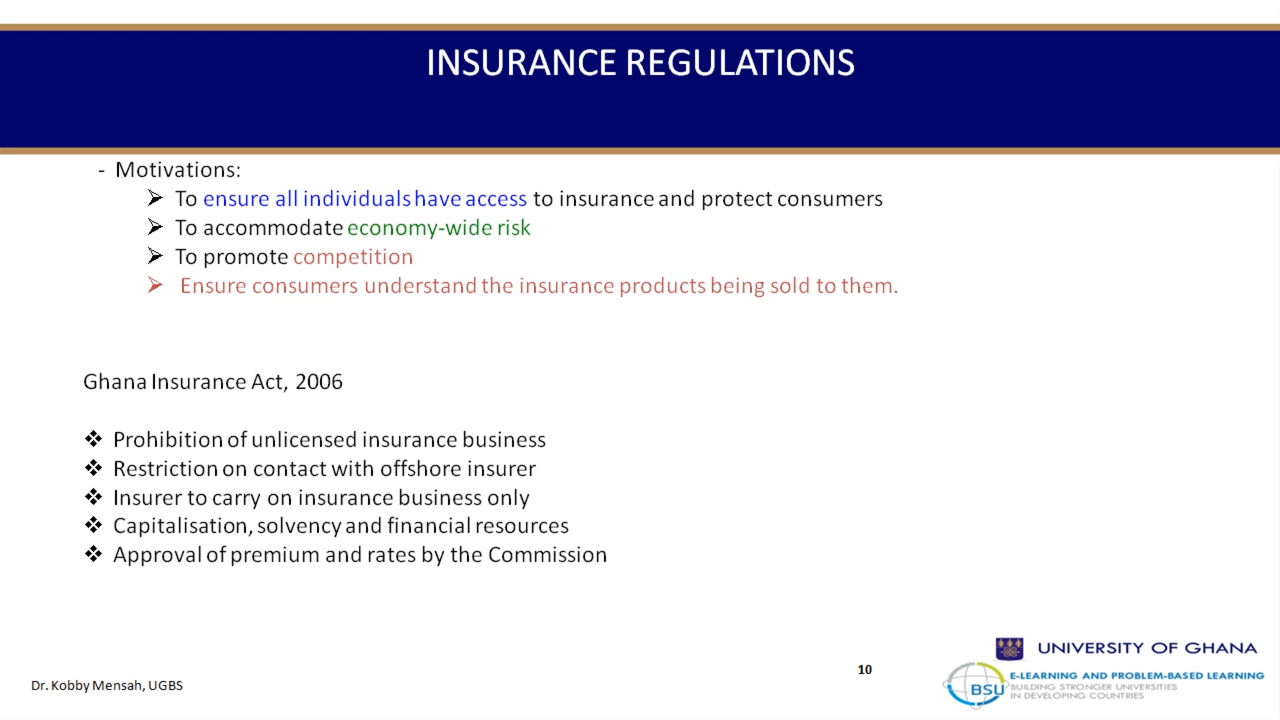 INSURANCE REGULATIONS
- Motivations:
➢ To ensure all individuals have access to insurance and protect consumers
➢ To accommodate economy-wide risk
➢ To promote competition
➢ Ensure consumers understand the insurance products being sold to them.
Ghana Insurance Act, 2006
❖ Prohibition of unlicensed insurance business
❖ Restriction on contact with offshore insurer
❖ Insurer to carry on insurance business only
❖ Capitalisation, solvency and financial resources
❖ Approval of premium and rates by the Commission
Dr. Kobby Mensah, UGBS
10
UNIVERSITY OF GHANA
BSU
E-LEARNING AND PROBLEM-BASED LEARNING
BUILDING STRONGER UNIVERSITIES
IN DEVELOPING COUNTRIES